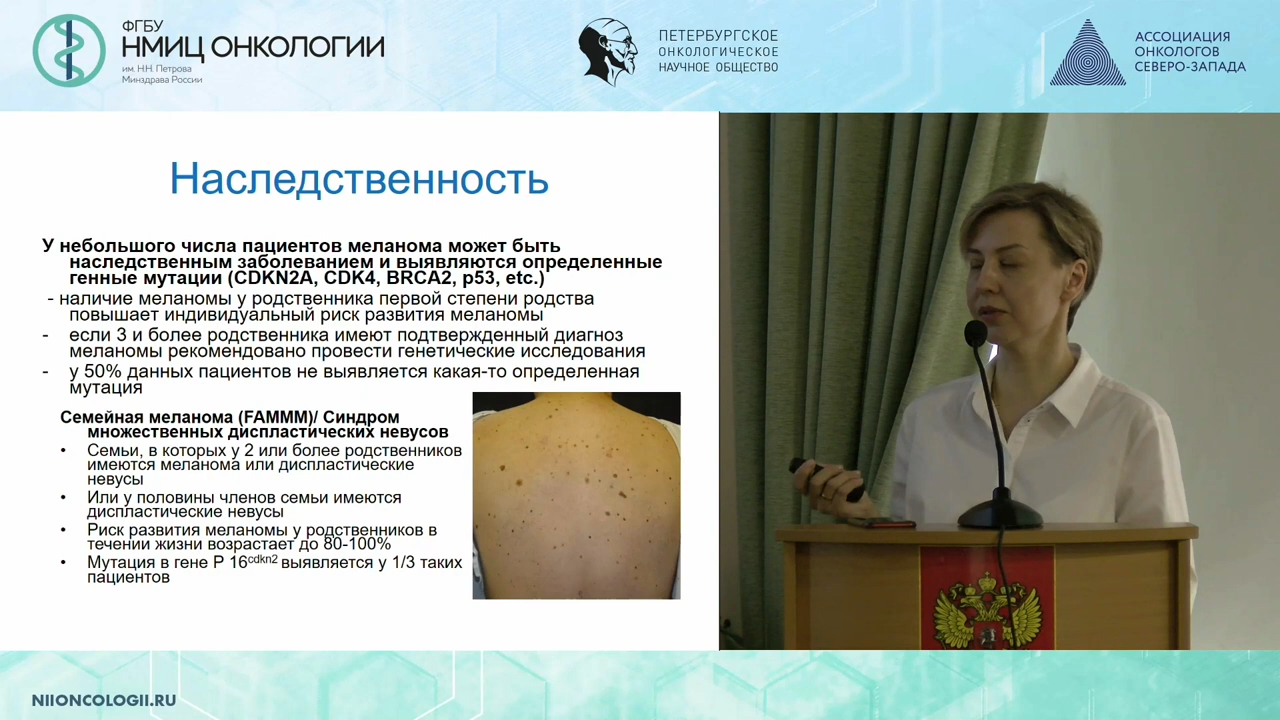 ФГБУ
НМИЦ ОНКОЛОГИИ
им. Н.Н. Петрова
Минздрава России
ПЕТЕРБУРГСКОЕ
ОНКОЛОГИЧЕСКОЕ
НАУЧНОЕ ОБЩЕСТВО
АССОЦИАЦИЯ
ОНКОЛОГОВ
СЕВЕРО-ЗАПАДА
Наследственность
У небольшого числа пациентов меланома может быть
наследственным заболеванием и выявляются определенные
генные мутации (CDKN2A, CDK4, BRCA2, p53, etc.)
- наличие меланомы у родственника первой степени родства
повышает индивидуальный риск развития меланомы
- если 3 и более родственника имеют подтвержденный диагноз
меланомы рекомендовано провести генетические исследования
- у 50% данных пациентов не выявляется какая-то определенная
мутация
Семейная меланома (FAMMM)/ Синдром
множественных диспластических невусов
• Семьи, в которых у 2 или более родственников
имеются меланома или диспластические
невусы
• Или у половины членов семьи имеются
диспластические невусы
• Риск развития меланомы у родственников в
течении жизни возрастает до 80-100%
• Мутация в гене P 16cdkn2 выявляется у 1/3 таких
пациентов
NIIONCOLOGII.RU